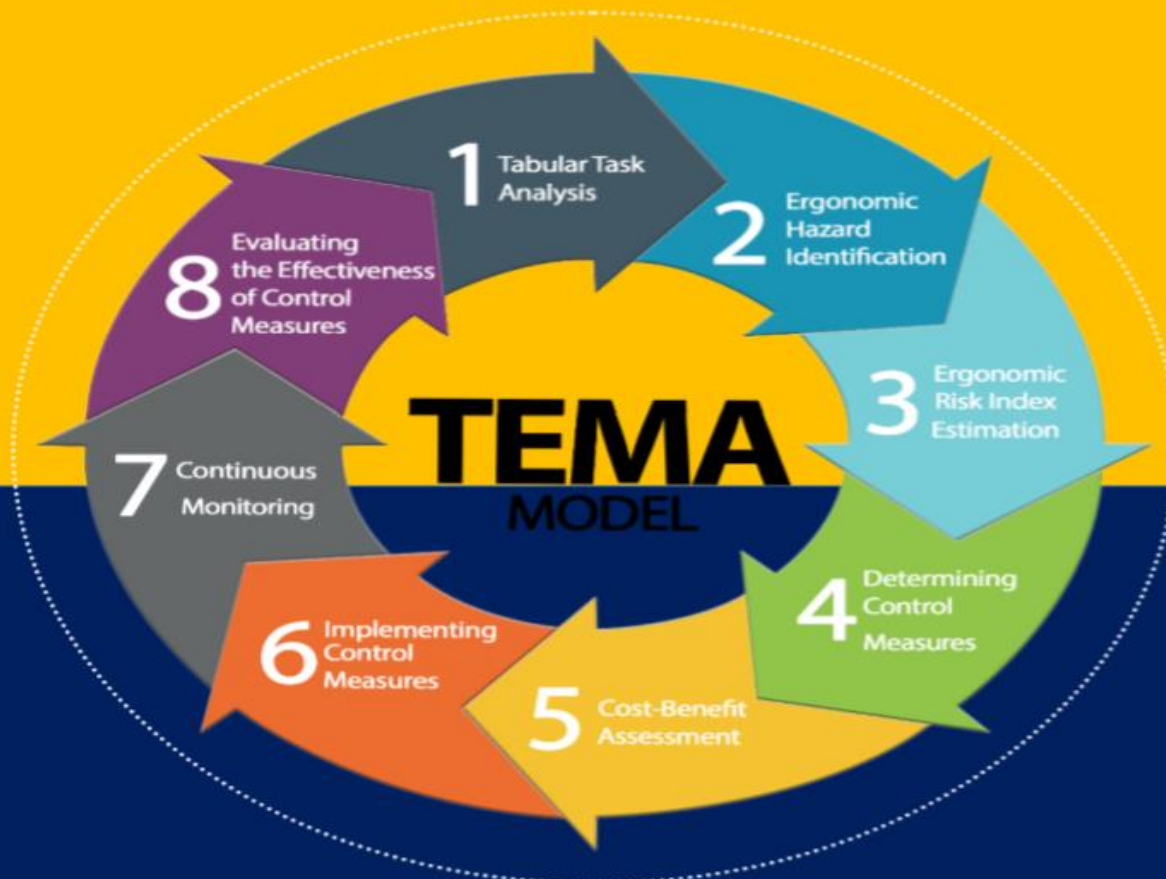 1 Tabular Task
Analysis
2 Ergonomic
Hazard
Identification
3 Ergonomic
Risk Index
Estimation
4 Determining
Control
Measures
5 Cost-Benefit
Assessment
6 Implementing
Control
Measures
7 Continuous
Monitoring
8 Evaluating
the Effectiveness
of Control
Measures
TEMA
MODEL